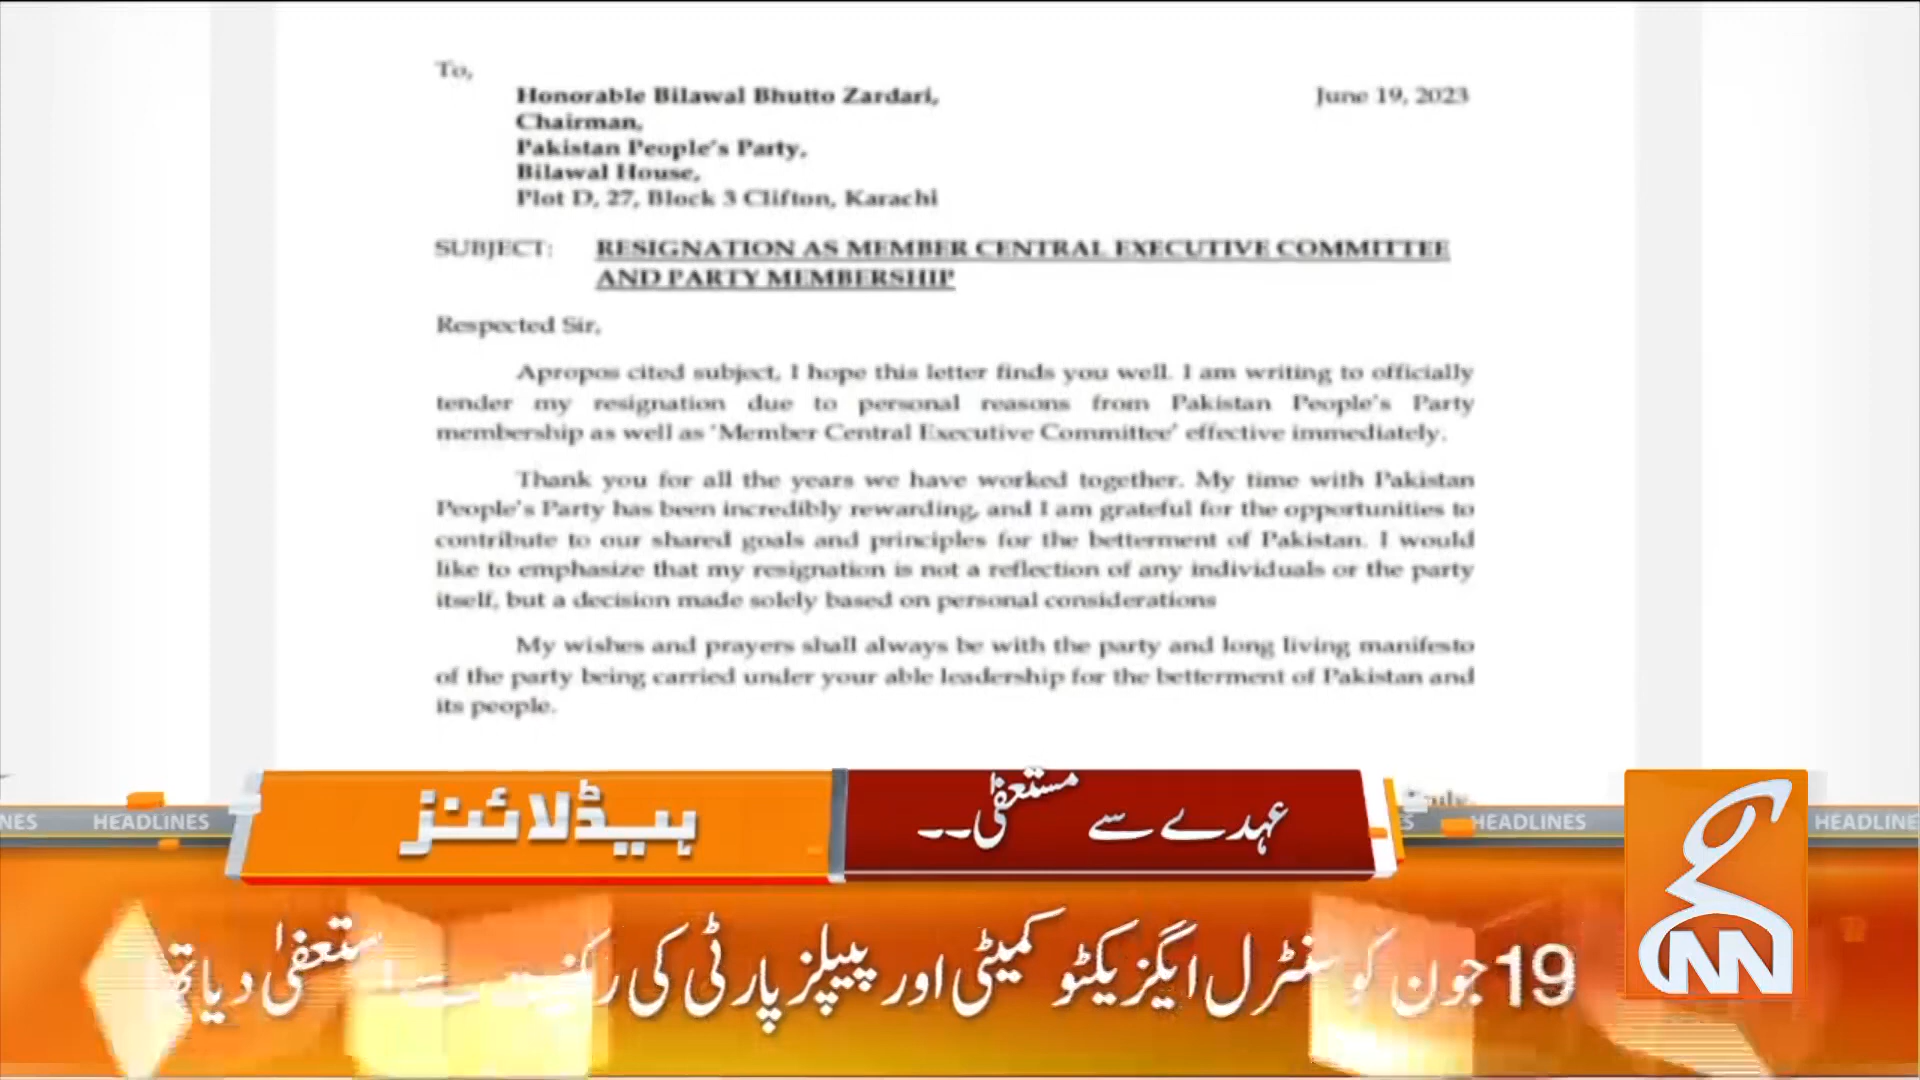 To,
Honorable Bilawal Bhutto Zardari,
June 19, 2023
Chairman,
Pakistan People's Party,
Bilawal House,
Plot D, 27, Block 3 Clifton, Karachi
SUBJECT: RESIGNATION AS MEMBER CENTRAL EXECUTIVE COMMITTEE
AND PARTY MEMBERSHIP
Respected Sir,
Apropos cited subject, I hope this letter finds you well. I am writing to officially
tender my resignation due to personal reasons from Pakistan People's Party
membership as well as 'Member Central Executive Committee' effective immediately.
Thank you for all the years we have worked together. My time with Pakistan
People's Party has been incredibly rewarding, and I am grateful for the opportunities to
contribute to our shared goals and principles for the betterment of Pakistan. I would
like to emphasize that my resignation is not a reflection of any individuals or the party
itself, but a decision made solely based on personal considerations
My wishes and prayers shall always be with the party and long living manifesto
of the party being carried under your able leadership for the betterment of Pakistan and
its people.
عہدے سے مستعفیٰ۔۔
ہیڈلائنز
HEADLINES
HEADLINES
19 جون کو سنٹرل ایگزیکٹو کمیٹی اور پیپلز پارٹی کی سے استعفیٰ دیا
GNN